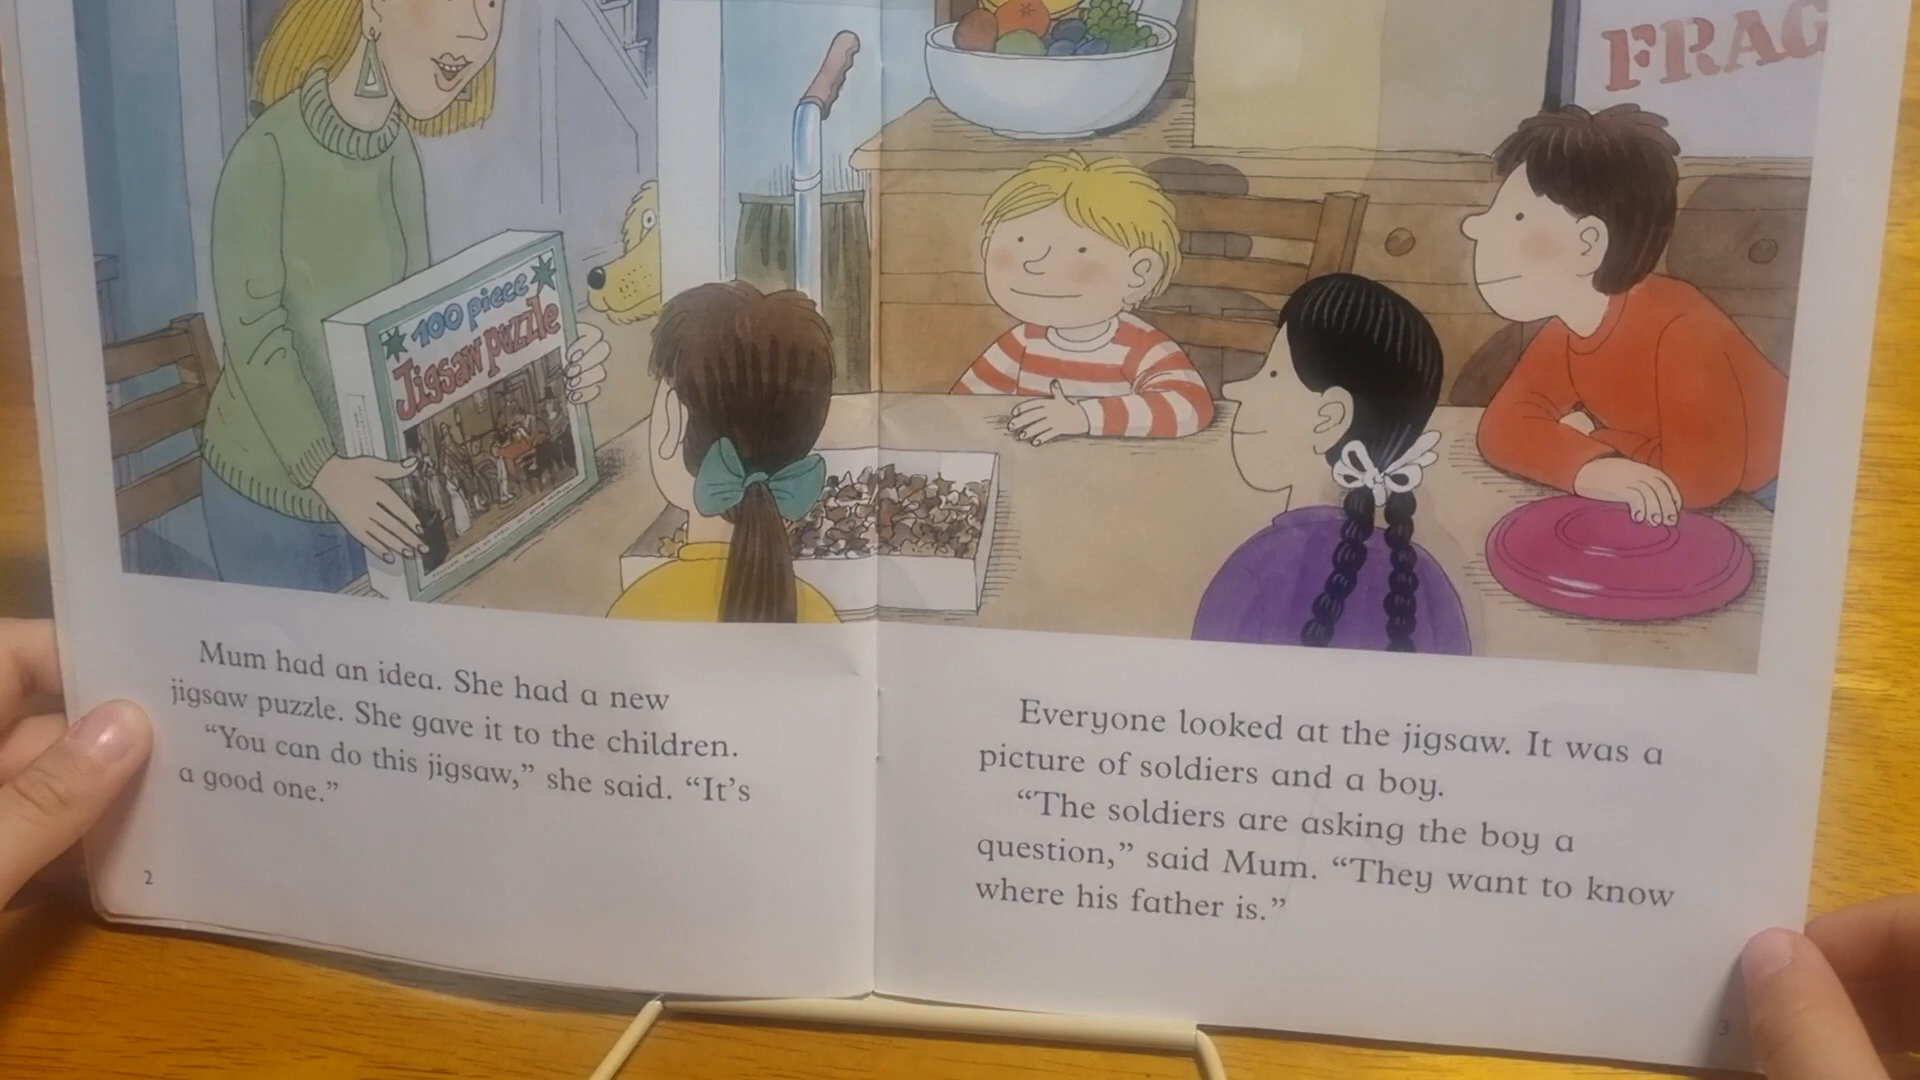 FRAG
100 piece
Jigsaw puzzle
Mum had an idea. She had a new
jigsaw puzzle. She gave it to the children.
“You can do this jigsaw,” she said. “It’s
a good one.”
2
Everyone looked at the jigsaw. It was a
picture of soldiers and a boy.
“The soldiers are asking the boy a
question,” said Mum. “They want to know
where his father is.”
3